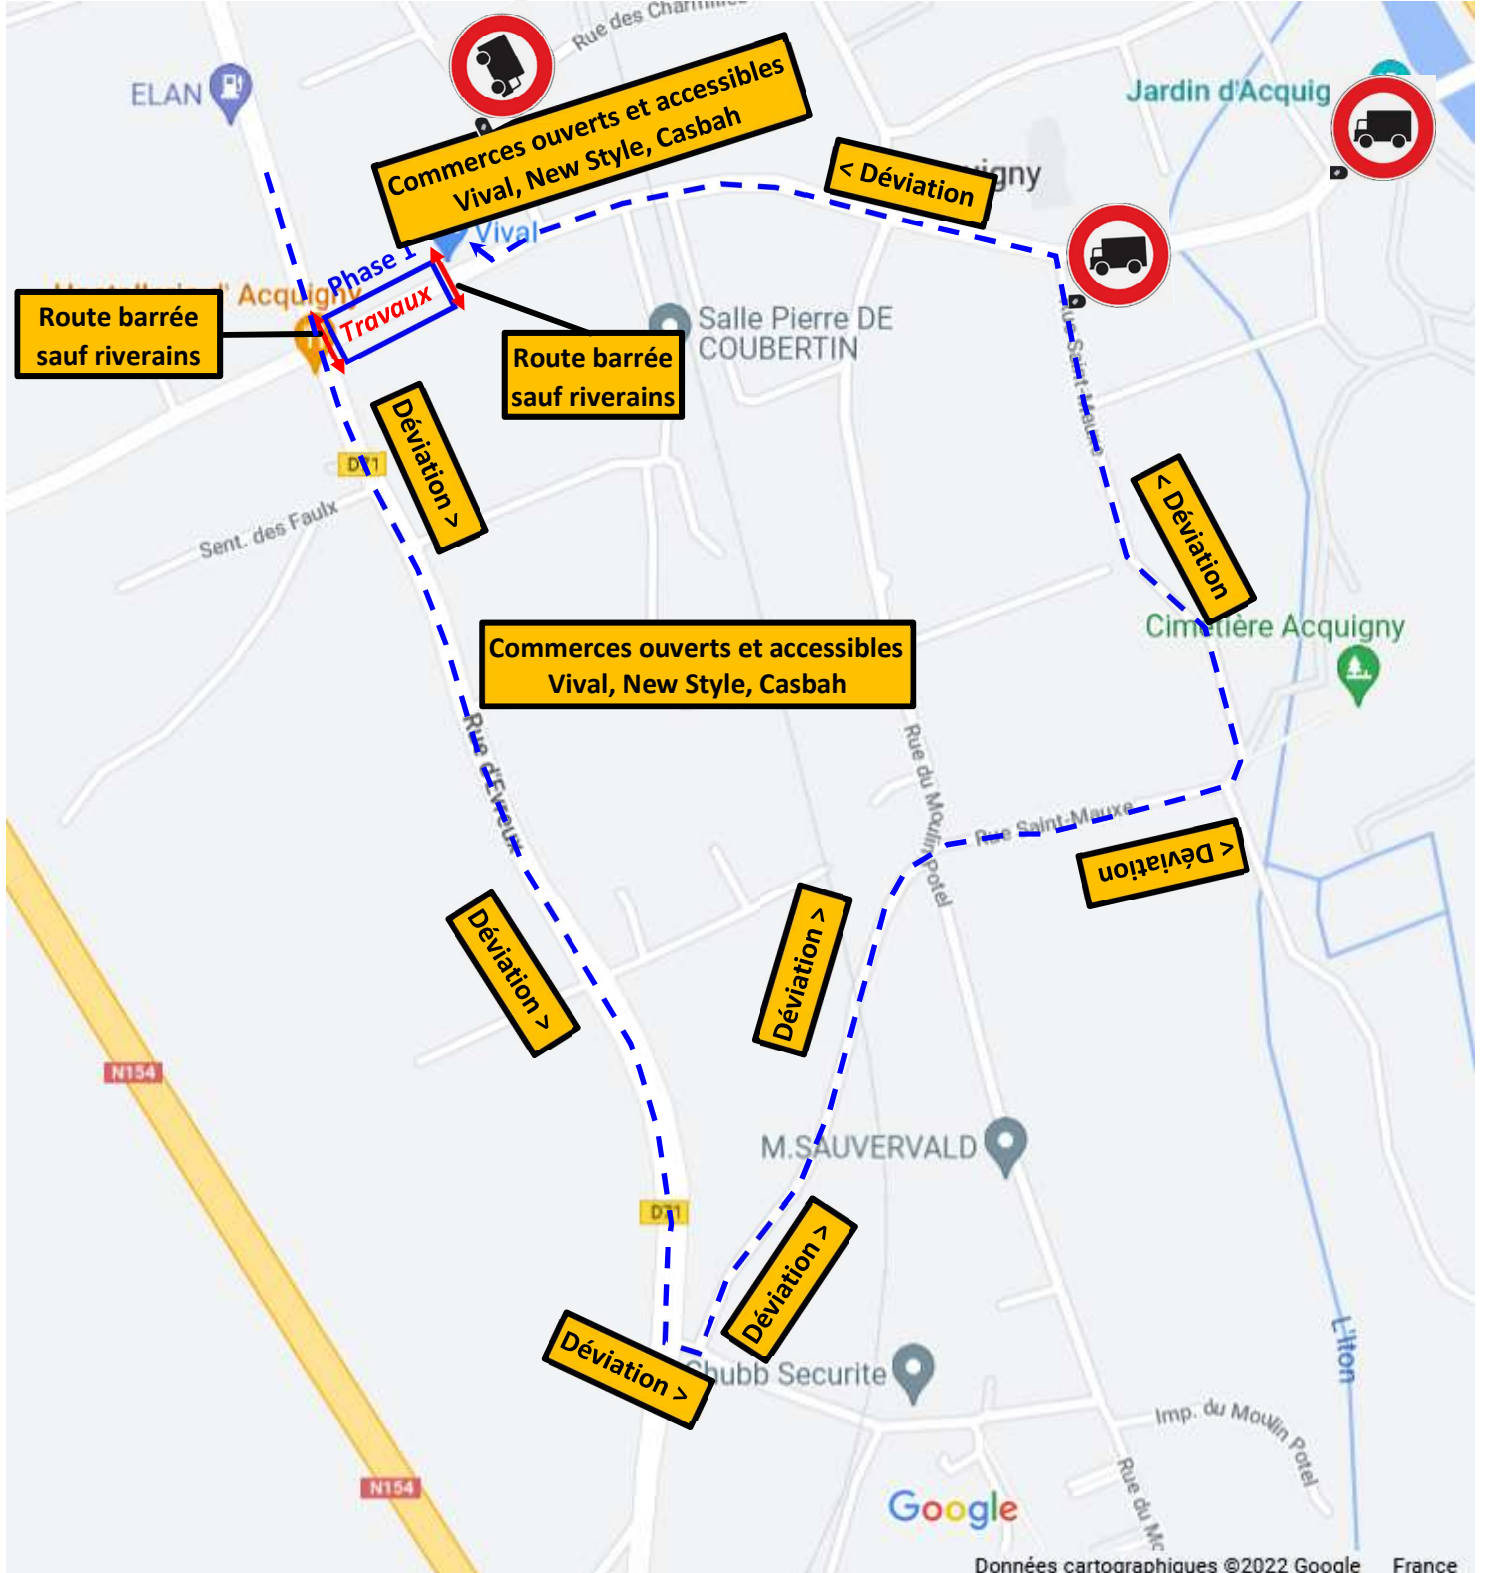 Rue des Charmilles
ELAN
Commerces ouverts et accessibles
Vival, New Style, Casbah
Jardin d'Acquig
< Déviation
igny
Vival
Phase 1
Travaux
d' Acquigny
Route barrée
sauf riverains
Route barrée
sauf riverains
Salle Pierre DE
COUBERTIN
Rue Saint-Mauxe
Déviation >
D71
Sent. des Faulx
< Déviation
Cimetière Acquigny
Commerces ouverts et accessibles
Vival, New Style, Casbah
Rue d'Evreux
Rue du Moulin Potel
Rue Saint-Mauxe
< Déviation
Déviation >
Déviation >
N154
M.SAUVERVALD
D71
Déviation >
Déviation >
Chubb Securite
L'Iton
Imp. du Moulin Potel
Rue du Mo
N154
Google
Données cartographiques ©2022 Google France